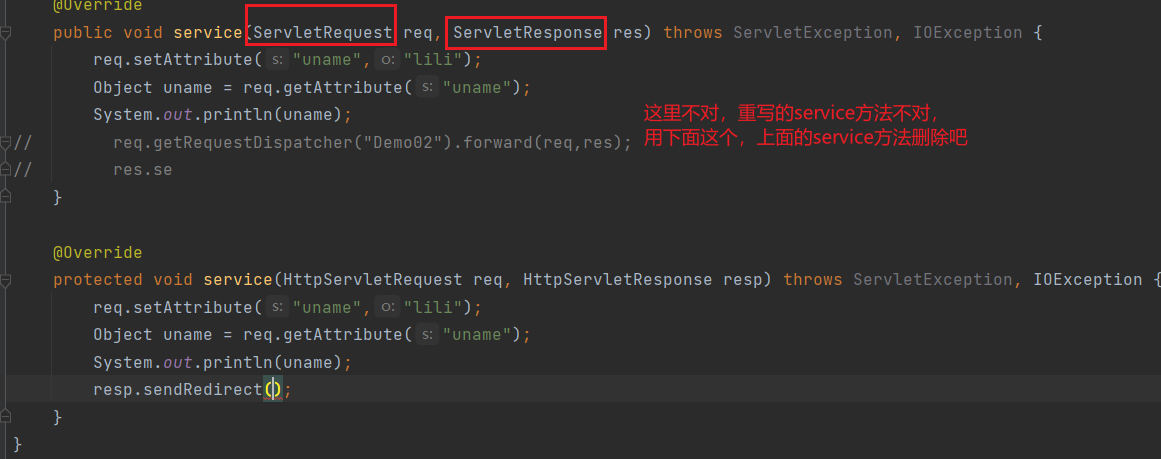 @Override
public void service(ServletRequest req, ServletResponse res) throws ServletException, IOException {
req.setAttribute( s: "uname", o: "lili");
Object uname = req.getAttribute( s: "uname");
System.out.println(uname);
这里不对，重写的service方法不对，
用下面这个，上面的service方法删除吧
// req.getRequestDispatcher("Demo02").forward(req,res);
// res.se
}
@Override
protected void service(HttpServletRequest req, HttpServletResponse resp) throws ServletException, IOException {
req.setAttribute( s: "uname", o: "lili");
Object uname = req.getAttribute( s: "uname");
System.out.println(uname);
resp.sendRedirect();
}
}